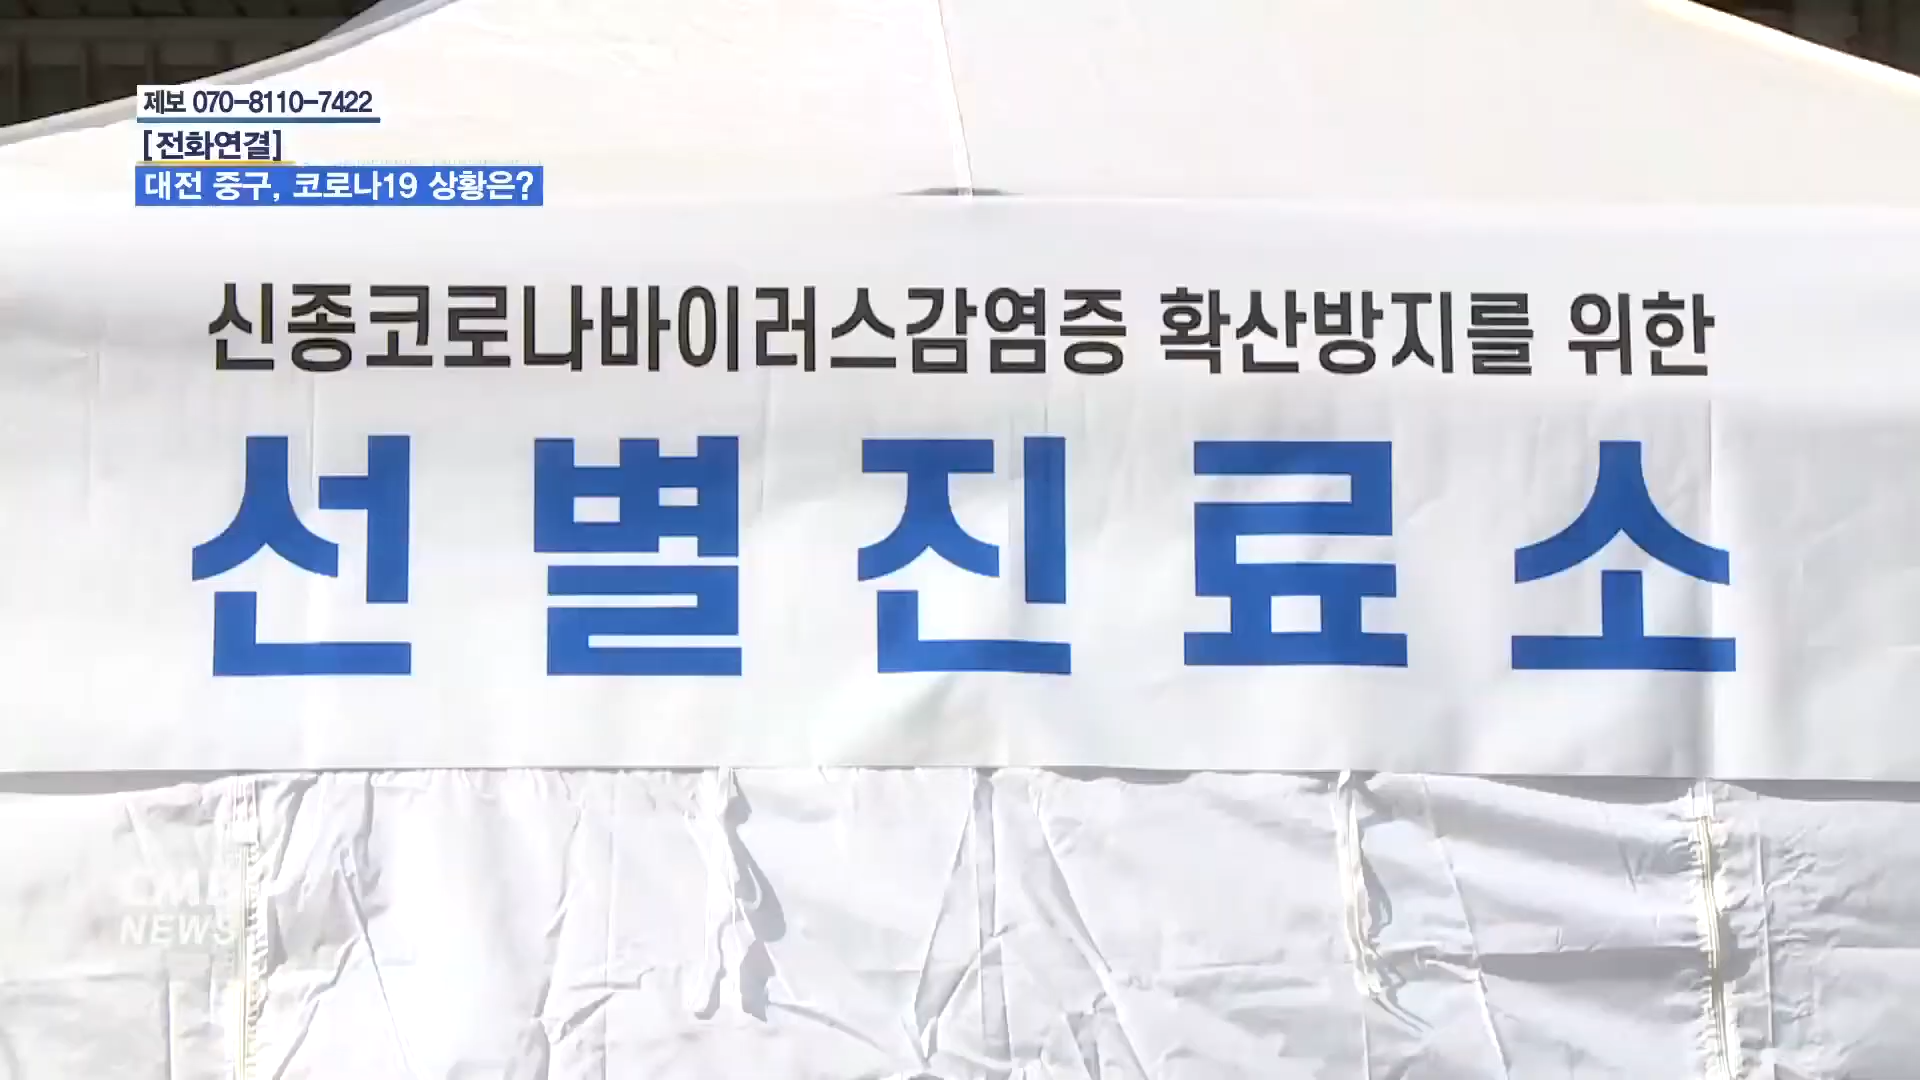 제보 070-8110-7422
[전화연결]
대전 중구, 코로나19 상황은?
신종코로나바이러스감염증 확산방지를 위한
선별진료소
CMB
NEWS